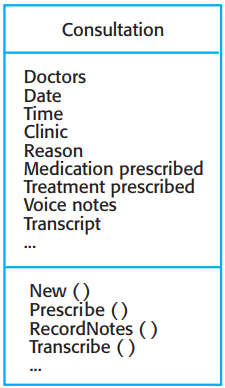 Consultation
Doctors
Date
Time
Clinic
Reason
Medication prescribed
Treatment prescribed
Voice notes
Transcript
...
New ( )
Prescribe ( )
RecordNotes ( )
Transcribe ( )
...